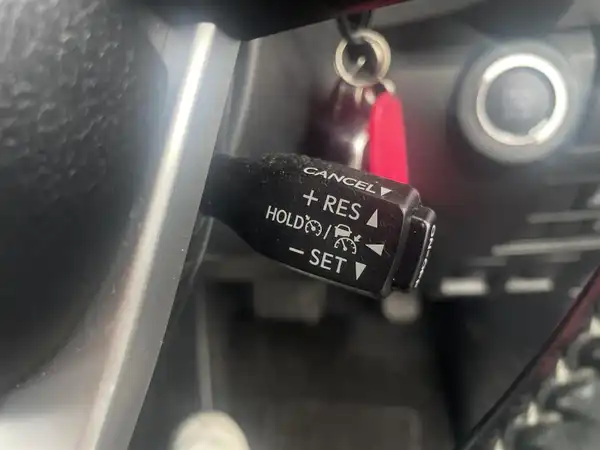 CANCEL
+ RES
HOLD /
− SET